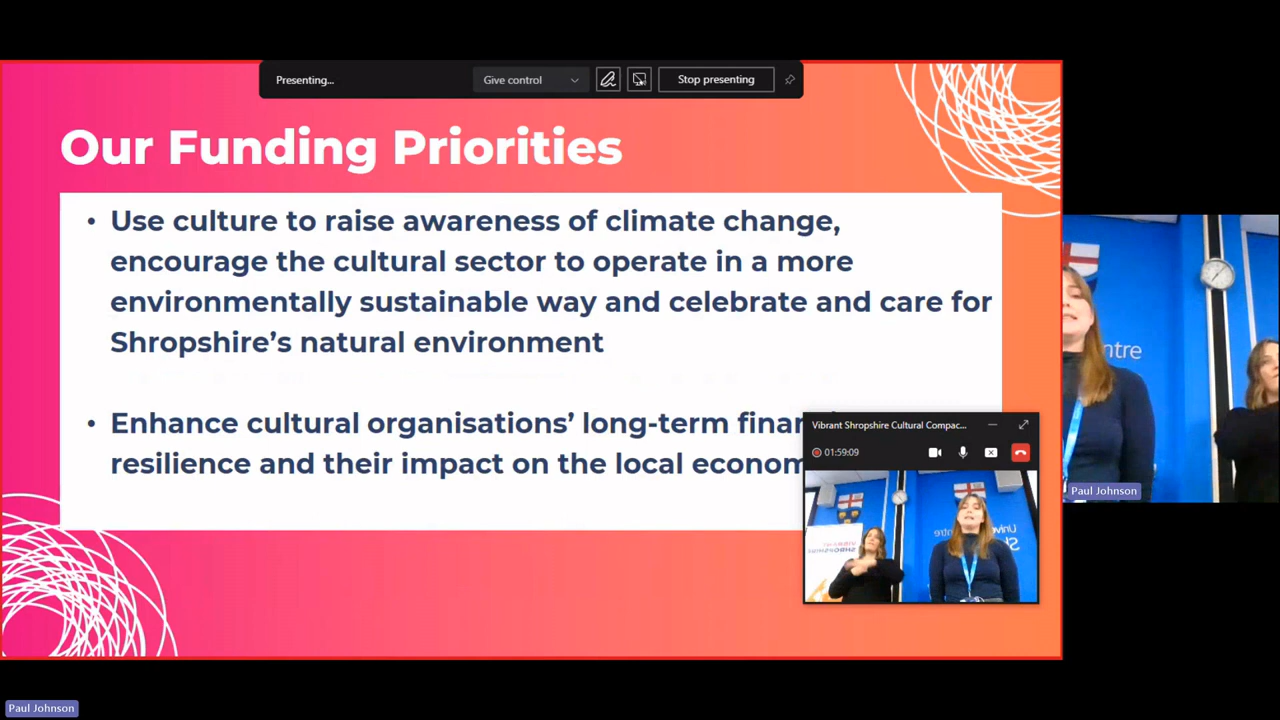 Presenting...
Give control
Stop presenting
Our Funding Priorities
• Use culture to raise awareness of climate change,
encourage the cultural sector to operate in a more
environmentally sustainable way and celebrate and care for
Shropshire's natural environment
• Enhance cultural organisations' long-term
resilience and their impact on the local
Vibrant Shropshire Cultural Compac...
01:59:09
Paul Johnson
Paul Johnson